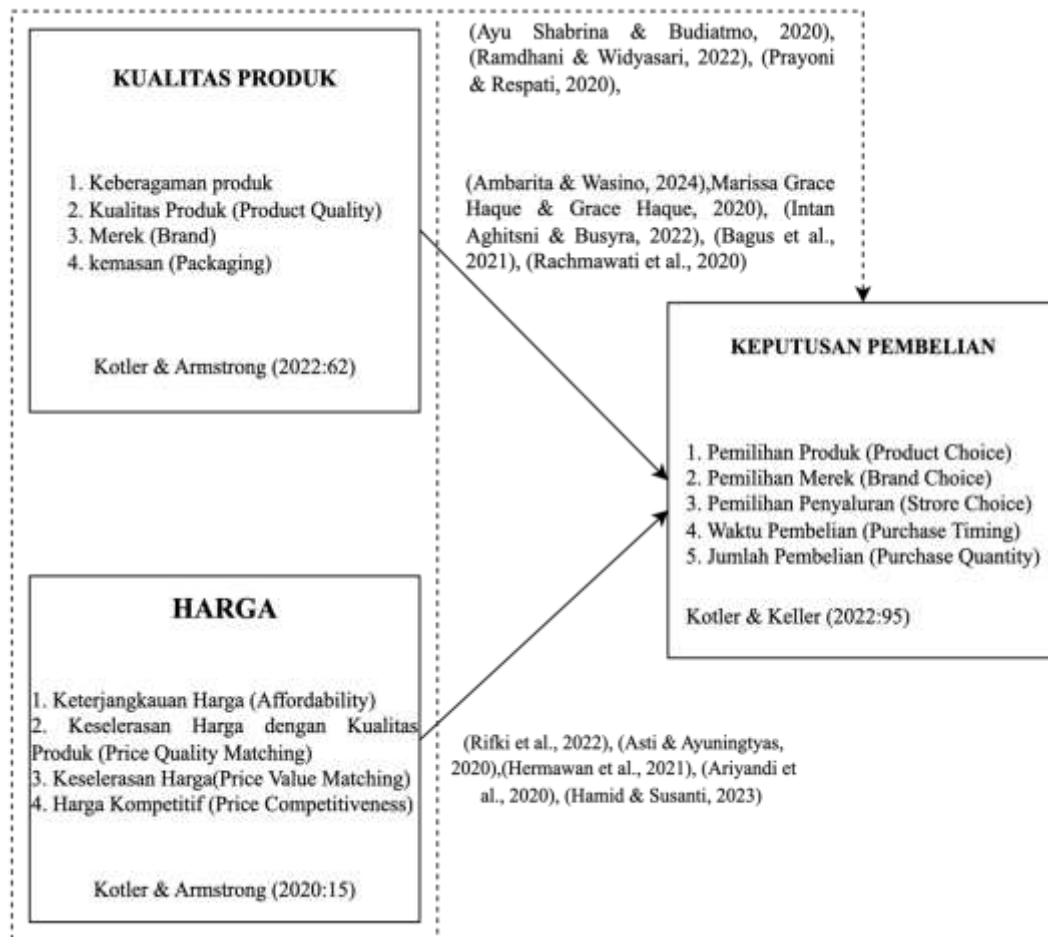 KUALITAS PRODUK
1. Keberagaman produk
2. Kualitas Produk (Product Quality)
3. Merek (Brand)
4. kemasan (Packaging)
Kotler & Armstrong (2022:62)
(Ayu Shabrina & Budiatmo, 2020),
(Ramdhani & Widyasari, 2022), (Prayoni
& Respati, 2020),
(Ambarita & Wasino, 2024),Marissa Grace
Haque & Grace Haque, 2020), (Intan
Aghitsni & Busyra, 2022), (Bagus et al.,
2021), (Rachmawati et al., 2020)
KEPUTUSAN PEMBELIAN
1. Pemilihan Produk (Product Choice)
2. Pemilihan Merek (Brand Choice)
3. Pemilihan Penyaluran (Strore Choice)
4. Waktu Pembelian (Purchase Timing)
5. Jumlah Pembelian (Purchase Quantity)
Kotler & Keller (2022:95)
HARGA
1. Keterjangkauan Harga (Affordability)
2. Keselerasan Harga dengan Kualitas
Produk (Price Quality Matching)
3. Keselerasan Harga(Price Value Matching)
4. Harga Kompetitif (Price Competitiveness)
Kotler & Armstrong (2020:15)
(Rifki et al., 2022), (Asti & Ayuningtyas,
2020),(Hermawan et al., 2021), (Ariyandi et
al., 2020), (Hamid & Susanti, 2023)